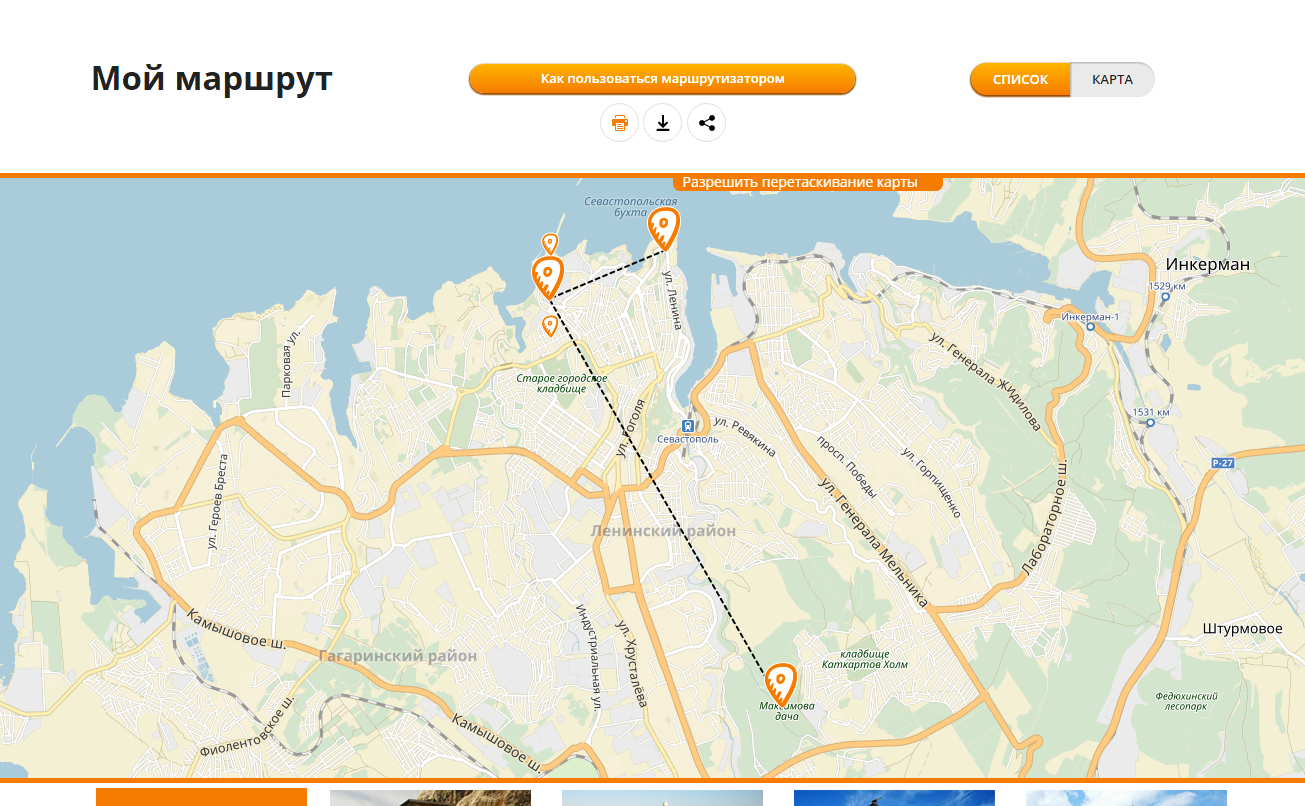 Мой маршрут
Как пользоваться маршрутизатором
СПИСОК
КАРТА
Разрешить перетаскивание карты
Севастопольская
бухта
Инкерман
1529 км
ул. Ленина
Инкерман-1
Парковая ул.
ул. Генерала Жидилова
Старое городское
кладбище
ул. Гоголя
1531 км
ул. Ревякина
Севастополь
просп. Победы
ул. Горпищенко
Р-27
ул. Героев Бреста
ул. Генерала Мельника
Лабораторное ш.
Ленинский район
Камышовое ш.
Индустриальная ул.
ул. Хрусталёва
Штурмовое
Гагаринский район
кладбище
Каткартов Холм
Федюхинский
лесопарк
Максимова
дача
Фиолентовское ш.
Камышовое ш.